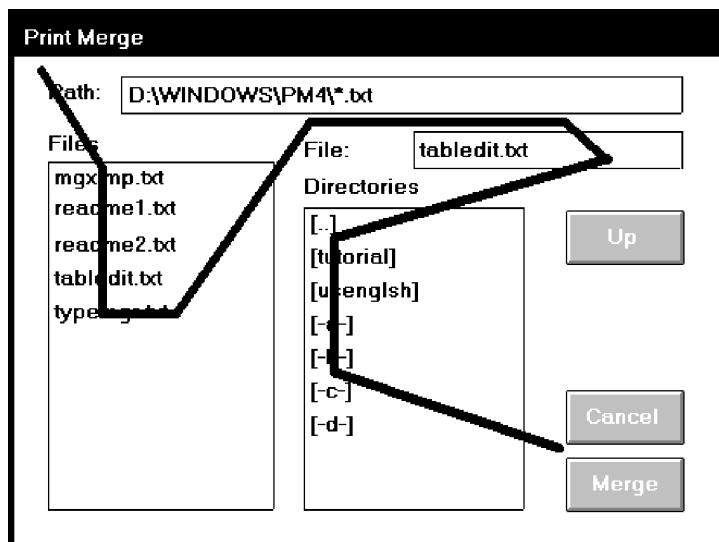 Print Merge
Path: D:\WINDOWS\PM4\*.txt
Files
readme1.txt
readme2.txt
tabledit.txt
File: tabledit.txt
Directories
[..]
[tutorial]
[usenglsh]
[-a-]
[-b-]
[-c-]
[-d-]
Up
Cancel
Merge